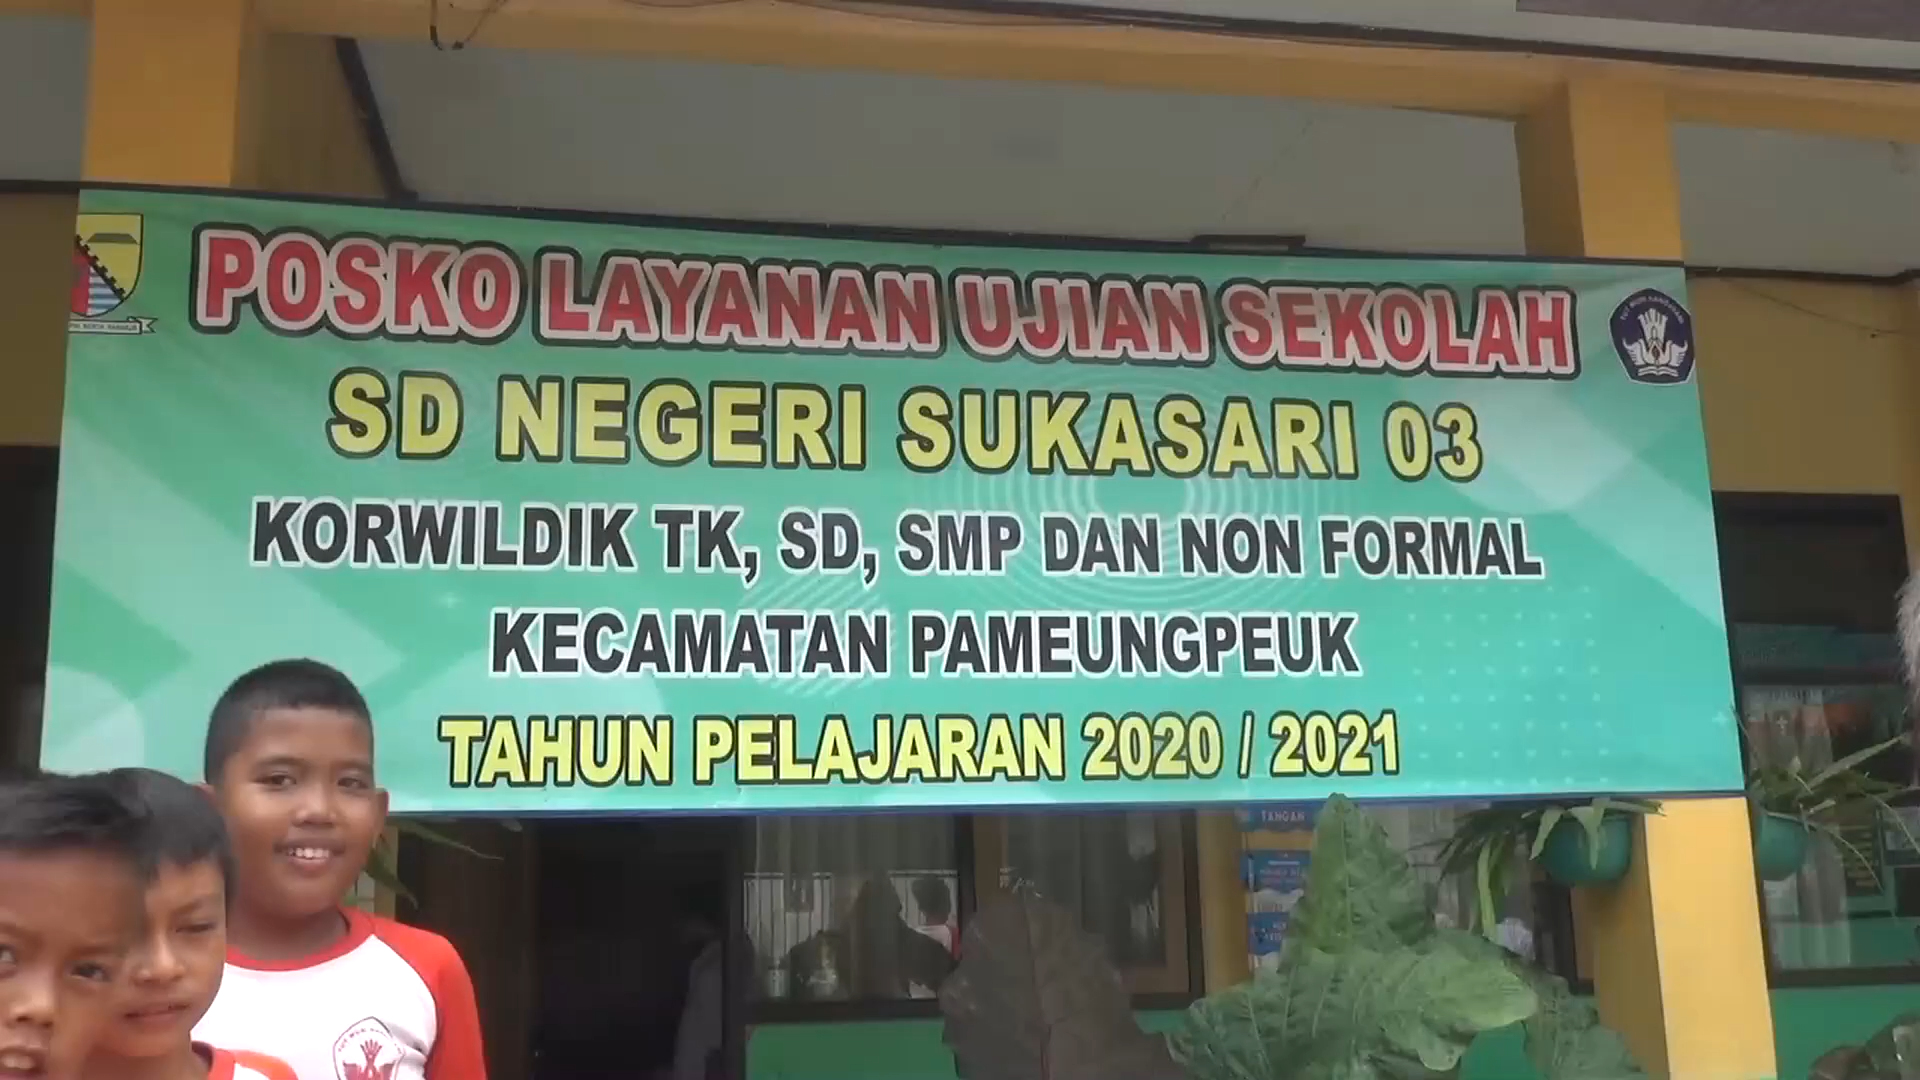 POSKO LAYANAN UJIAN SEKOLAH
SD NEGERI SUKASARI 03
KORWILDIK TK, SD, SMP DAN NON FORMAL
KECAMATAN PAMEUNGPEUK
TAHUN PELAJARAN 2020 / 2021
TANGAN